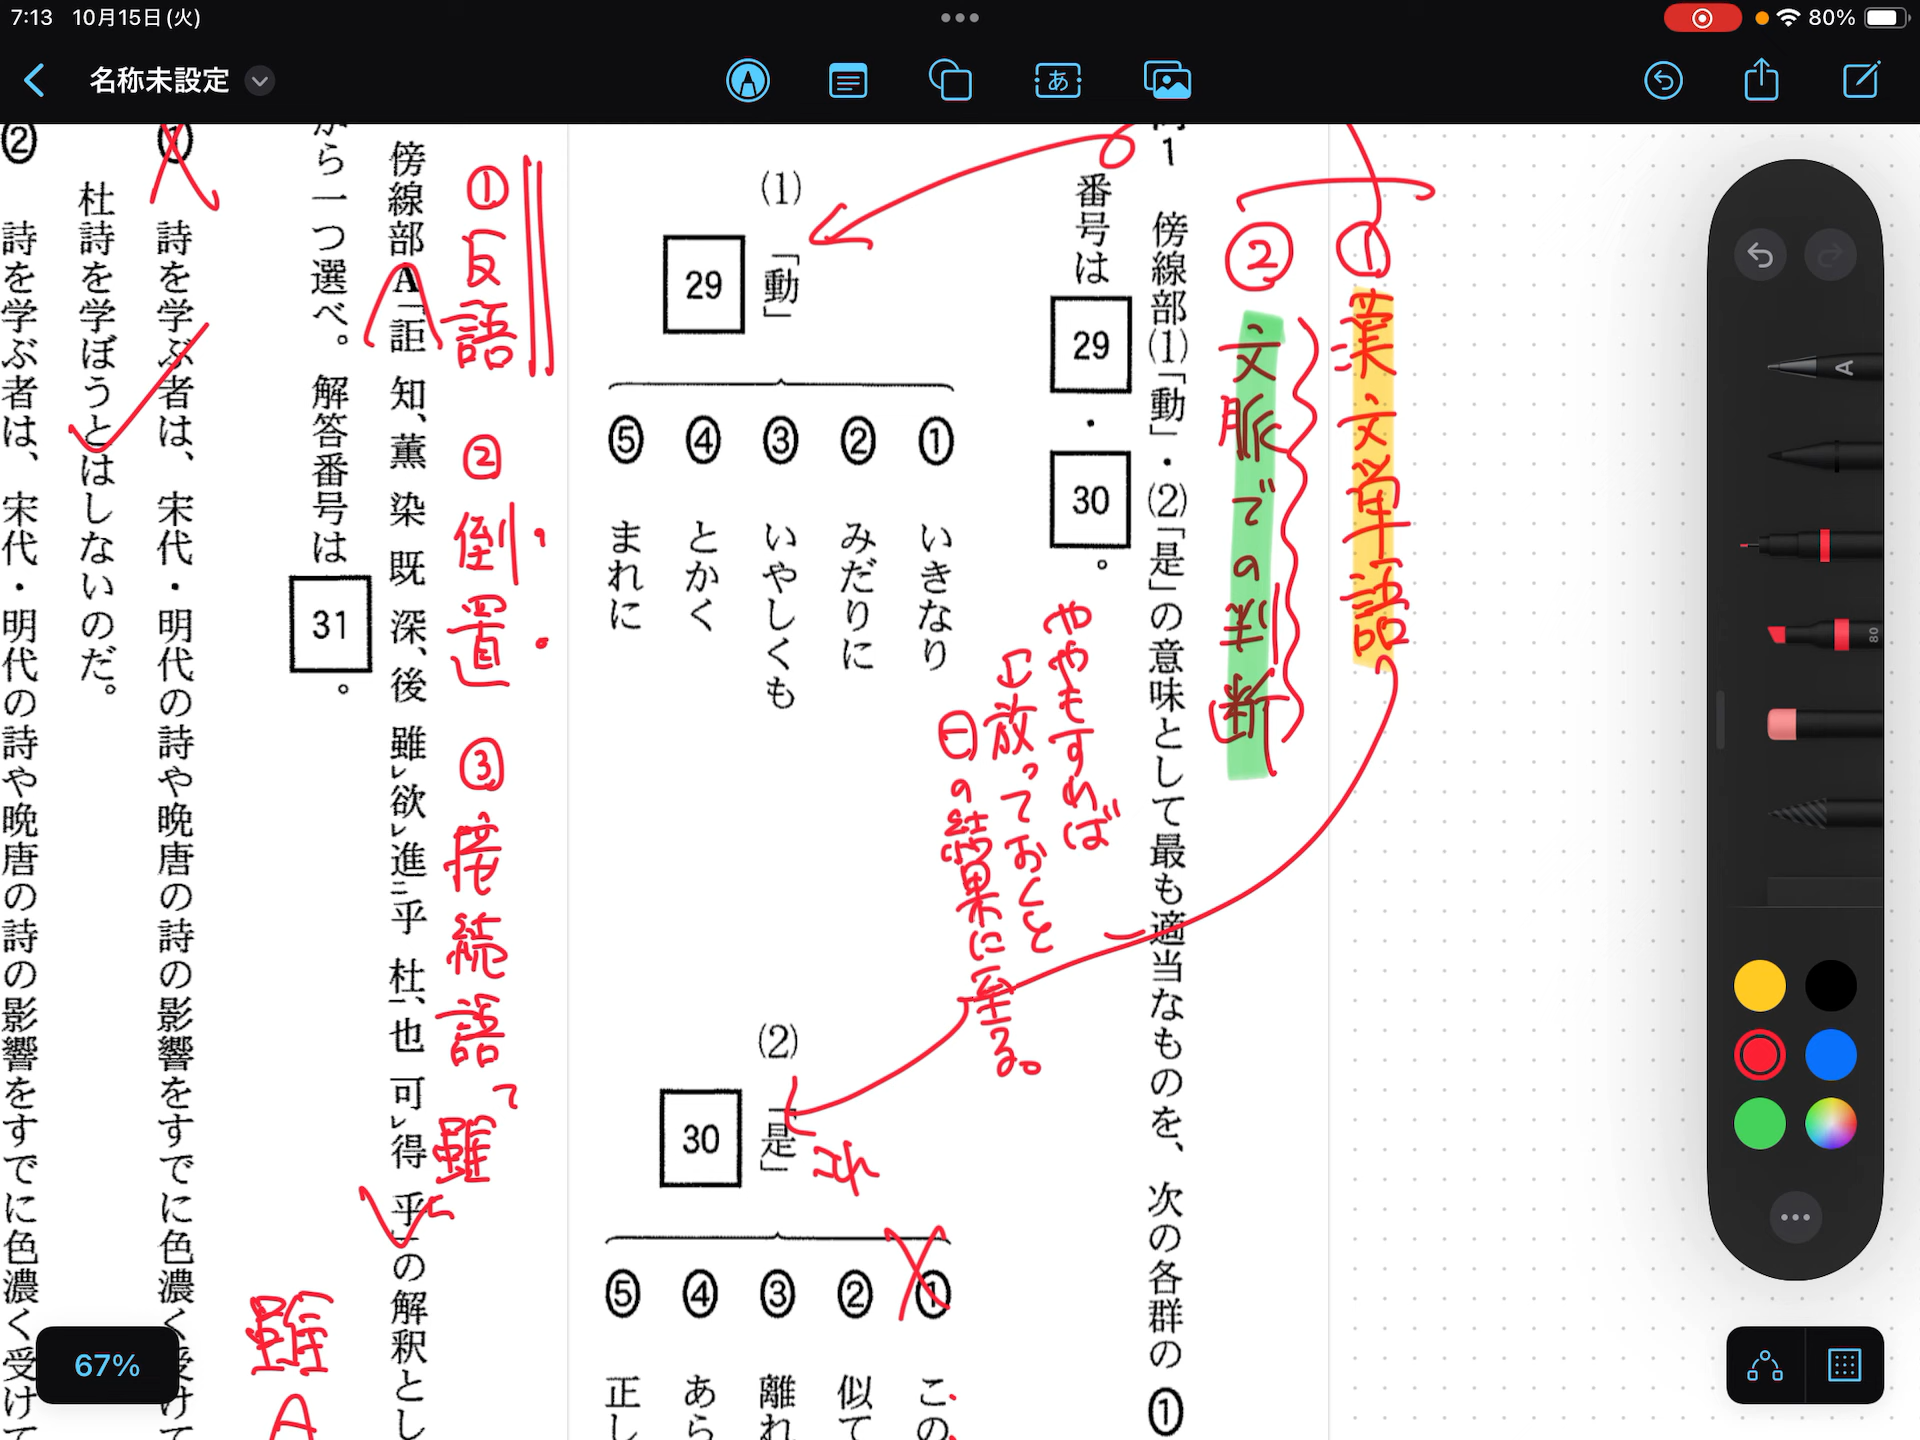 7:13 10月15日(火)
80%
名称未設定
①漢文単語
②文脈での判断
1 傍線部(1)「動」・(2)「是」の意味として最も適当なものを、次の各群の①
番号は 29 ・ 30 。
ややもすれば
放っておくと
㊐の結果に至る。
(1) 「動」 29
① いきなり
② みだりに
③ いやしくも
④ とかく
⑤ まれに
(2) 「是」 30
これ
① この
② 似て
③ 離れ
④ あら
⑤ 正し
①反語 ②倒置 ③接続語「雖」
傍線部A「詎知、薫染既深、後雖レ欲レ進二乎杜一、也可レ得乎」の解釈とし
から一つ選べ。解答番号は 31 。
雖
A
① 詩を学ぶ者は、宋代・明代の詩や晩唐の詩の影響をすでに色濃く受けて
杜詩を学ぼうとはしないのだ。
② 詩を学ぶ者は、宋代・明代の詩や晩唐の詩の影響をすでに色濃く受けて
67%
A
80